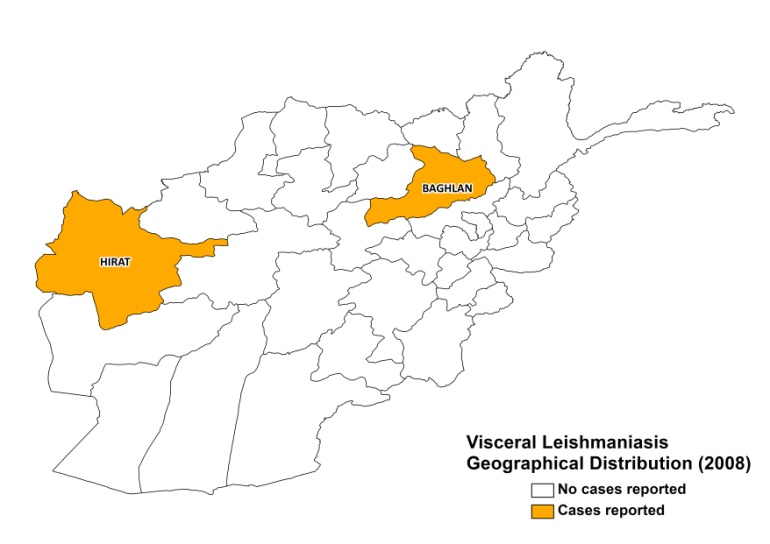 BAGHLAN
HIRAT
Visceral Leishmaniasis
Geographical Distribution (2008)
No cases reported
Cases reported